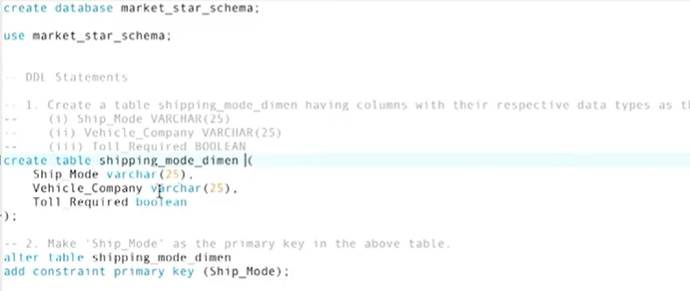 create database market_star_schema;
use market_star_schema;
-- DDL Statements
-- 1. Create a table shipping_mode_dimen having columns with their respective data types as th
-- (i) Ship_Mode VARCHAR(25)
-- (ii) Vehicle_Company VARCHAR(25)
-- (iii) Toll_Required BOOLEAN
create table shipping_mode_dimen (
Ship_Mode varchar(25),
Vehicle_Company varchar(25),
Toll_Required boolean
);
-- 2. Make 'Ship_Mode' as the primary key in the above table.
alter table shipping_mode_dimen
add constraint primary key (Ship_Mode);